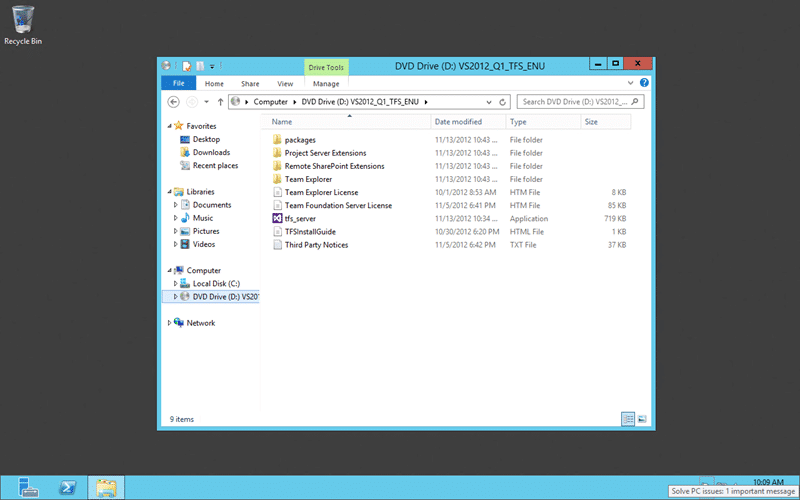 Recycle Bin
Drive Tools
DVD Drive (D:) VS2012_Q1_TFS_ENU
File Home Share View Manage
Computer DVD Drive (D:) VS2012_Q1_TFS_ENU
Search DVD Drive (D:) VS2012_...
Name Date modified Type Size
Favorites
Desktop
Downloads
Recent places
Libraries
Documents
Music
Pictures
Videos
Computer
Local Disk (C:)
DVD Drive (D:) VS201
Network
packages 11/13/2012 10:43 ... File folder
Project Server Extensions 11/13/2012 10:43 ... File folder
Remote SharePoint Extensions 11/13/2012 10:43 ... File folder
Team Explorer 11/13/2012 10:43 ... File folder
Team Explorer License 10/1/2012 8:53 AM HTM File 8 KB
Team Foundation Server License 11/5/2012 6:41 PM HTM File 85 KB
tfs_server 11/13/2012 10:34 ... Application 719 KB
TFSInstallGuide 10/30/2012 6:20 PM HTML File 1 KB
Third Party Notices 11/5/2012 6:42 PM TXT File 37 KB
9 items
10:09 AM
Solve PC issues: 1 important message